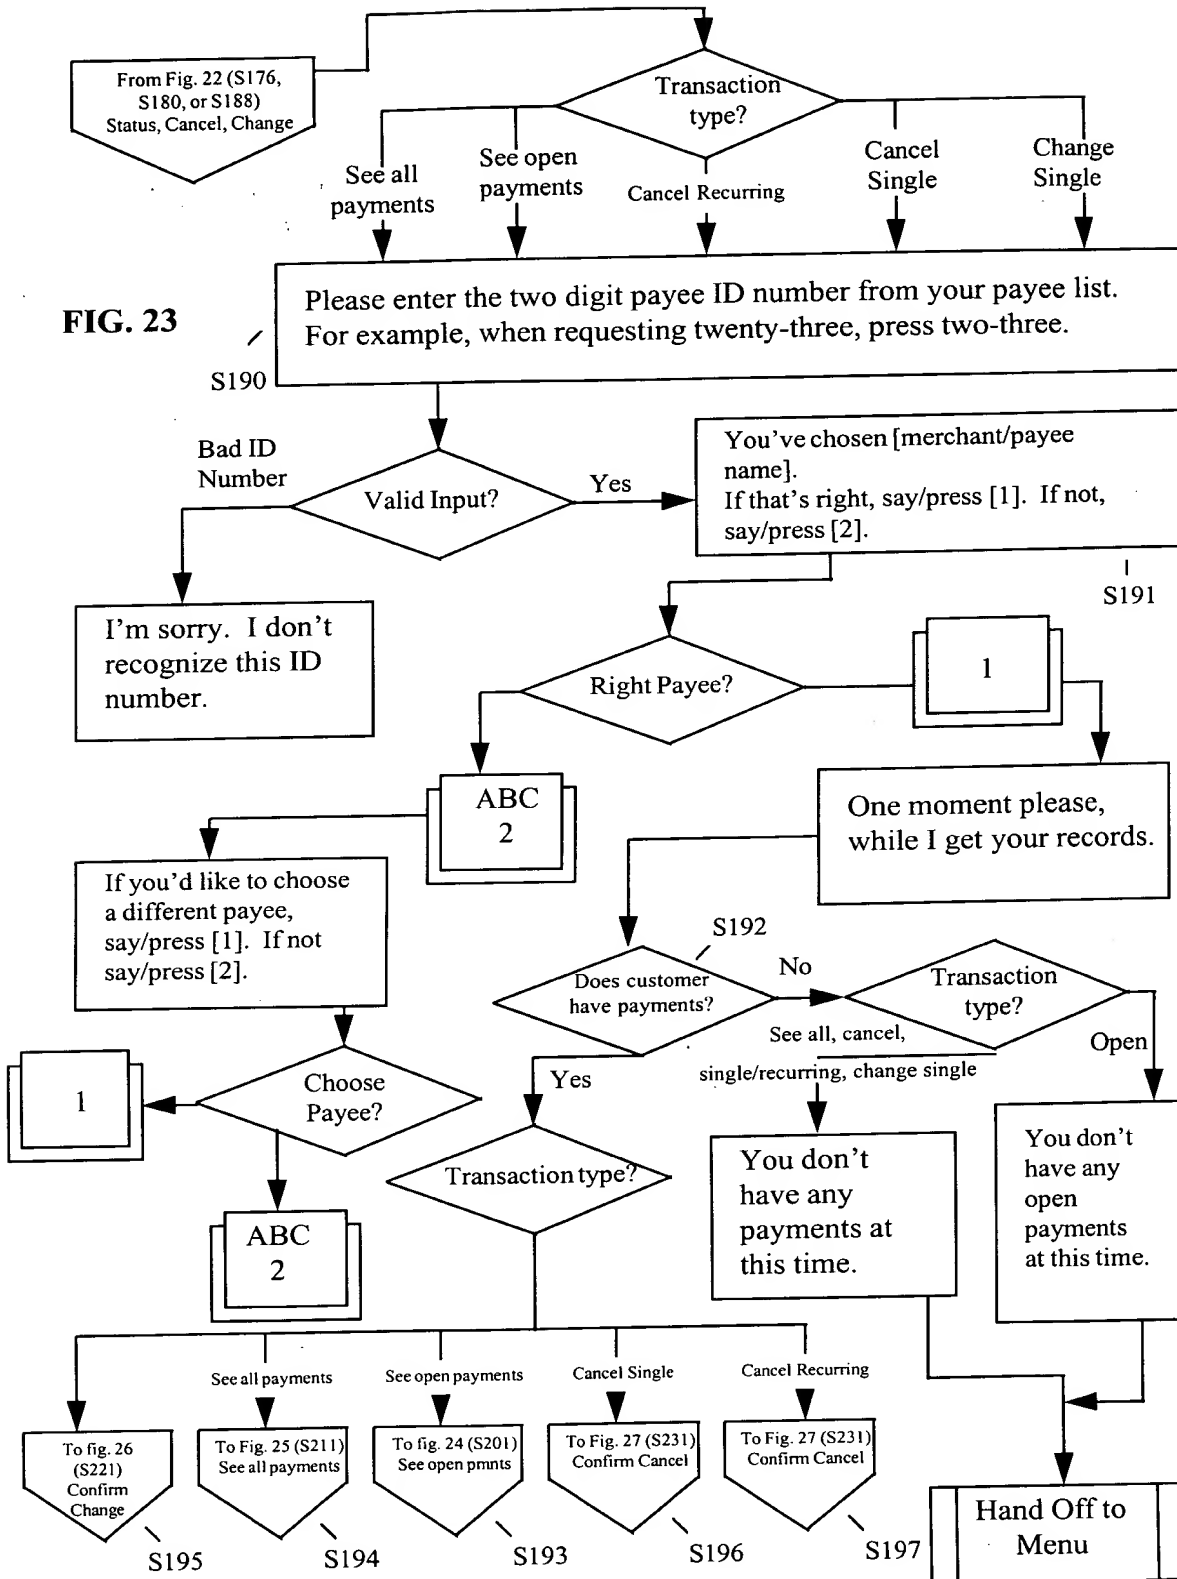 From Fig. 22 (S176,
S180, or S188)
Status, Cancel, Change
Transaction
type?
See all
payments
See open
payments
Cancel Recurring
Cancel
Single
Change
Single
FIG. 23
Please enter the two digit payee ID number from your payee list.
For example, when requesting twenty-three, press two-three.
S190
Bad ID
Number
Valid Input?
Yes
You've chosen [merchant/payee
name].
If that's right, say/press [1]. If not,
say/press [2].
S191
I'm sorry. I don't
recognize this ID
number.
Right Payee?
1
ABC
2
One moment please,
while I get your records.
If you'd like to choose
a different payee,
say/press [1]. If not
say/press [2].
S192
Does customer
have payments?
No
Transaction
type?
See all, cancel,
single/recurring, change single
Open
Yes
Choose
Payee?
1
ABC
2
Transaction type?
You don't
have any
payments at
this time.
You don't
have any
open
payments
at this time.
See all payments
See open payments
Cancel Single
Cancel Recurring
To fig. 26
(S221)
Confirm
Change
To Fig. 25 (S211)
See all payments
To fig. 24 (S201)
See open pmnts
To Fig. 27 (S231)
Confirm Cancel
To Fig. 27 (S231)
Confirm Cancel
Hand Off to
Menu
S195
S194
S193
S196
S197